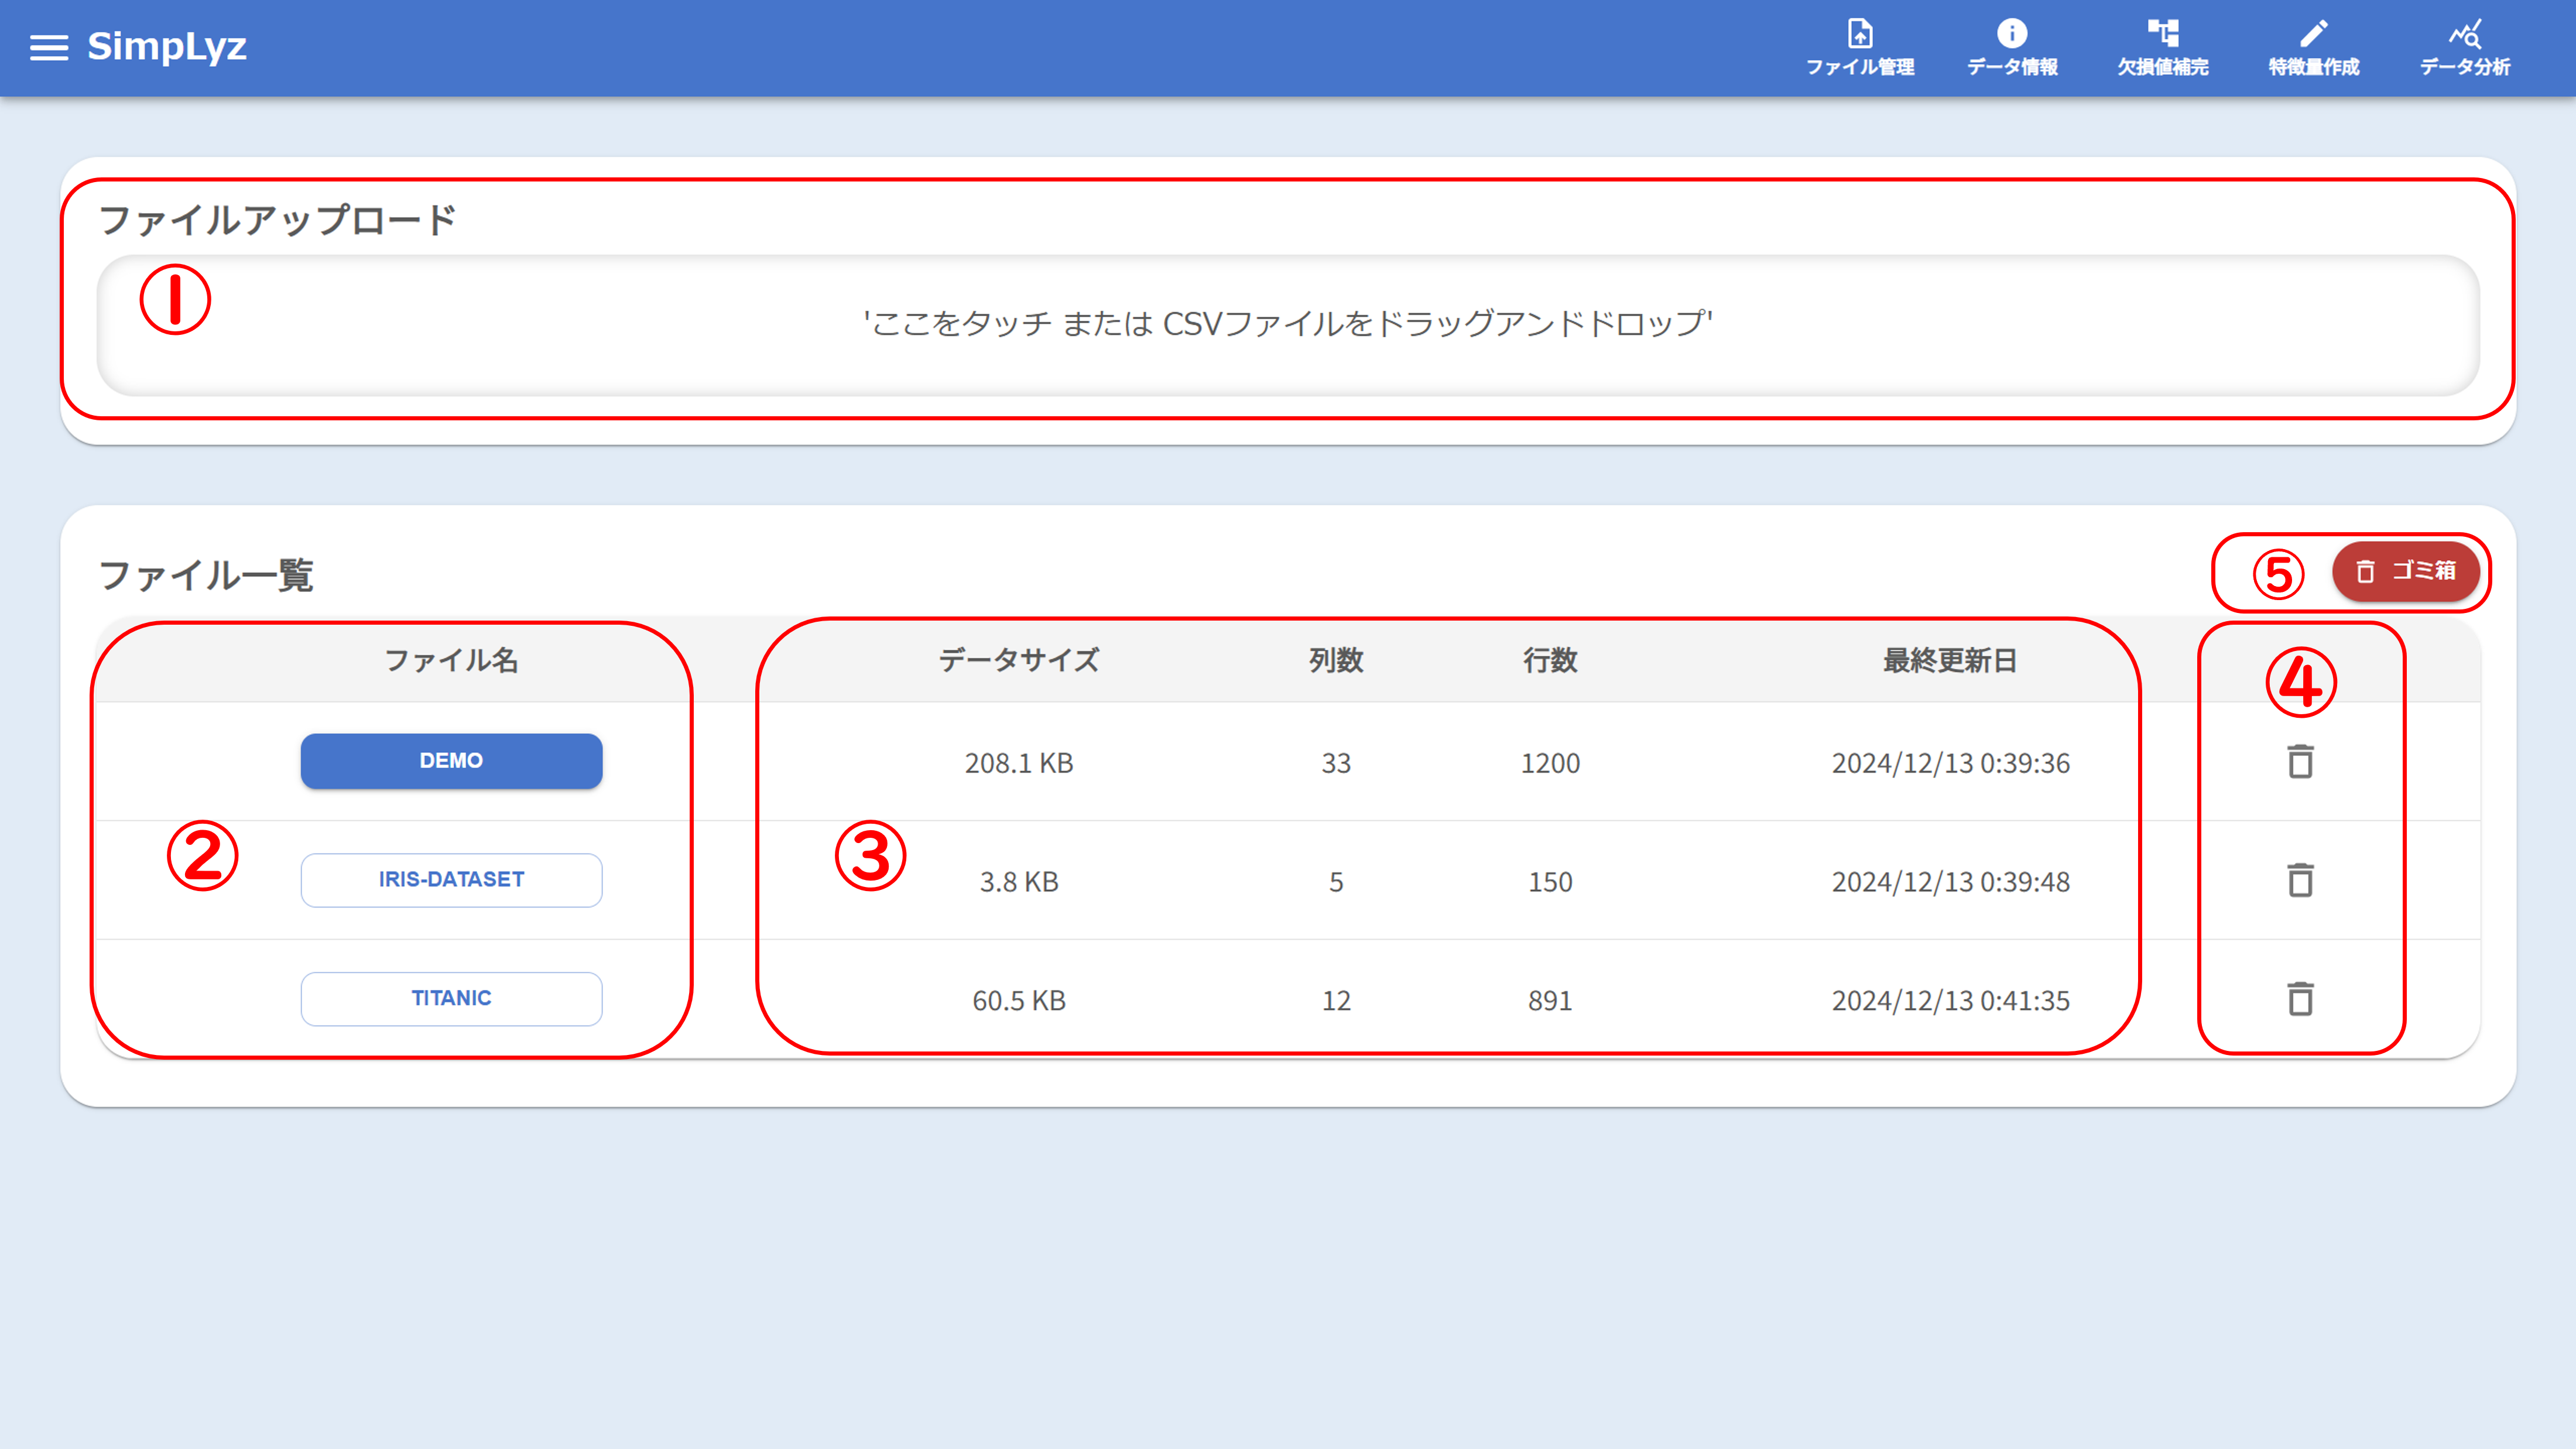 SimpLyz
ファイル管理 データ情報 欠損値補完 特徴量作成 データ分析
ファイルアップロード
①
'ここをタッチ または CSVファイルをドラッグアンドドロップ'
ファイル一覧
⑤ ゴミ箱
ファイル名 データサイズ 列数 行数 最終更新日
④
DEMO 208.1 KB 33 1200 2024/12/13 0:39:36
② ③
IRIS-DATASET 3.8 KB 5 150 2024/12/13 0:39:48
TITANIC 60.5 KB 12 891 2024/12/13 0:41:35